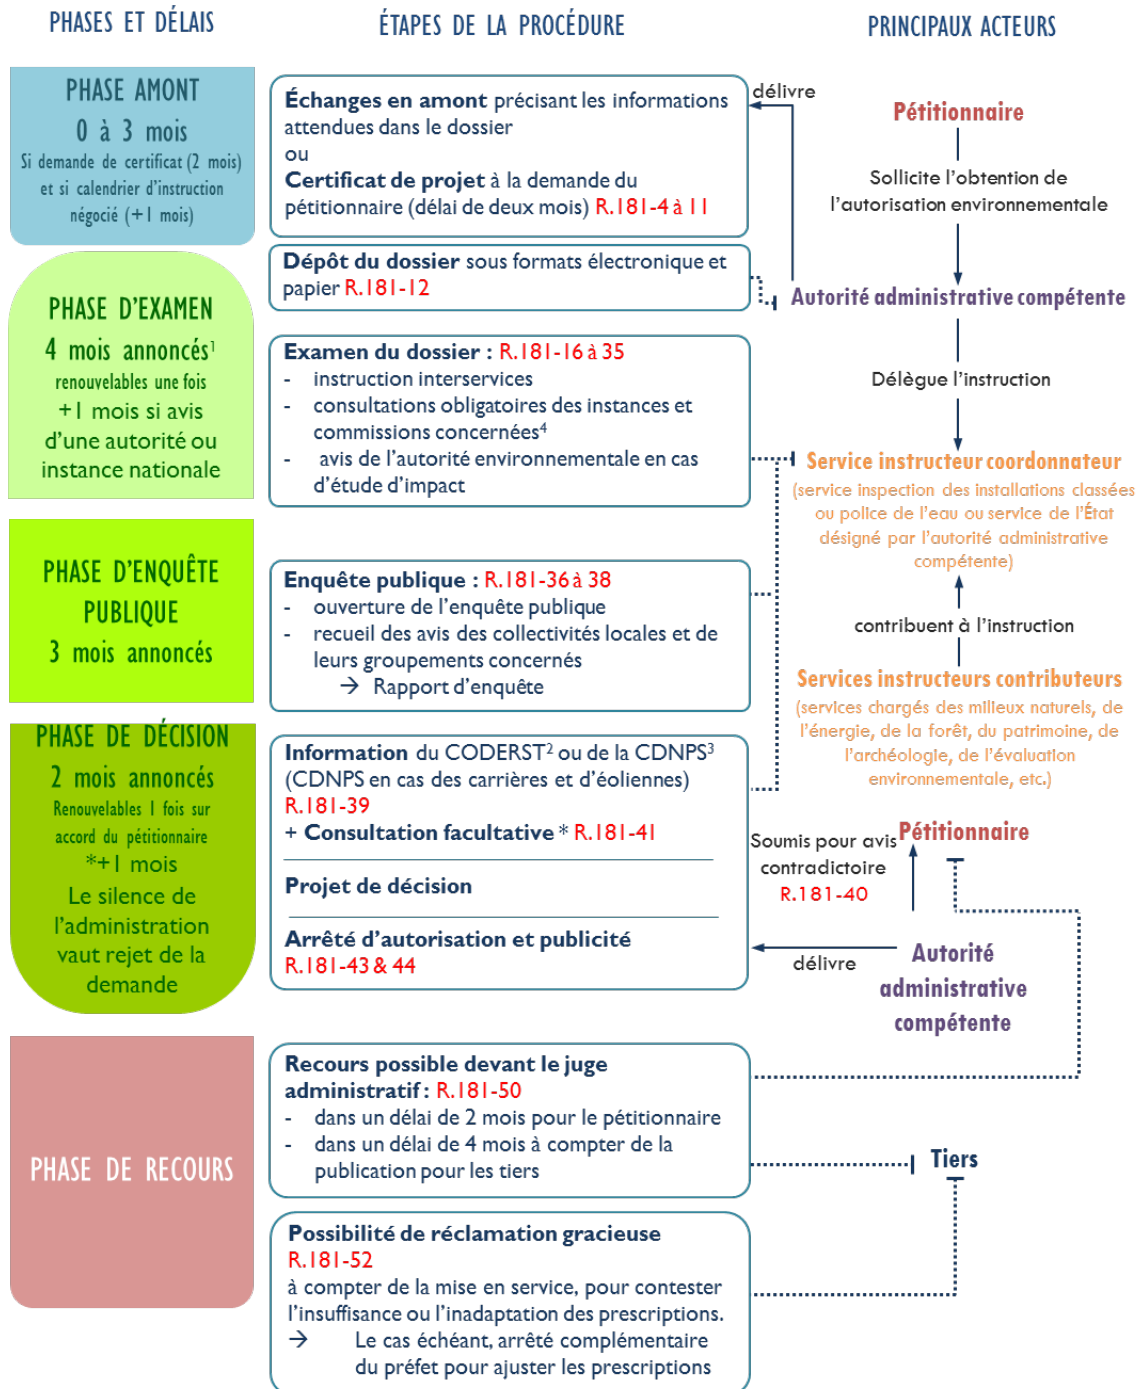 PHASES ET DÉLAIS
ÉTAPES DE LA PROCÉDURE
PRINCIPAUX ACTEURS
PHASE AMONT
0 à 3 mois
Si demande de certificat (2 mois)
et si calendrier d'instruction
négocié (+1 mois)
Échanges en amont précisant les informations
attendues dans le dossier
ou
Certificat de projet à la demande du
pétitionnaire (délai de deux mois) R.181-4 à 11
délivre
Pétitionnaire
Sollicite l'obtention de
l'autorisation environnementale
Autorité administrative compétente
Dépôt du dossier sous formats électronique et
papier R.181-12
PHASE D'EXAMEN
4 mois annoncés¹
renouvelables une fois
+1 mois si avis
d'une autorité ou
instance nationale
Examen du dossier : R.181-16 à 35
- instruction interservices
- consultations obligatoires des instances et
commissions concernées⁴
- avis de l'autorité environnementale en cas
d'étude d'impact
Délègue l'instruction
Service instructeur coordonnateur
(service inspection des installations classées
ou police de l'eau ou service de l'État
désigné par l'autorité administrative
compétente)
PHASE D'ENQUÊTE
PUBLIQUE
3 mois annoncés
Enquête publique : R.181-36 à 38
- ouverture de l'enquête publique
- recueil des avis des collectivités locales et de
leurs groupements concernés
→ Rapport d'enquête
contribuent à l'instruction
Services instructeurs contributeurs
(services chargés des milieux naturels, de
l'énergie, de la forêt, du patrimoine, de
l'archéologie, de l'évaluation
environnementale, etc.)
PHASE DE DÉCISION
2 mois annoncés
Renouvelables 1 fois sur
accord du pétitionnaire
*+1 mois
Le silence de
l'administration
vaut rejet de la
demande
Information du CODERST² ou de la CDNPS³
(CDNPS en cas des carrières et d'éoliennes)
R.181-39
+ Consultation facultative * R.181-41
Projet de décision
Arrêté d'autorisation et publicité
R.181-43 & 44
Soumis pour avis
contradictoire
R.181-40
Pétitionnaire
délivre
Autorité
administrative
compétente
PHASE DE RECOURS
Recours possible devant le juge
administratif : R.181-50
- dans un délai de 2 mois pour le pétitionnaire
- dans un délai de 4 mois à compter de la
publication pour les tiers
Tiers
Possibilité de réclamation gracieuse
R.181-52
à compter de la mise en service, pour contester
l'insuffisance ou l'inadaptation des prescriptions.
→ Le cas échéant, arrêté complémentaire
du préfet pour ajuster les prescriptions